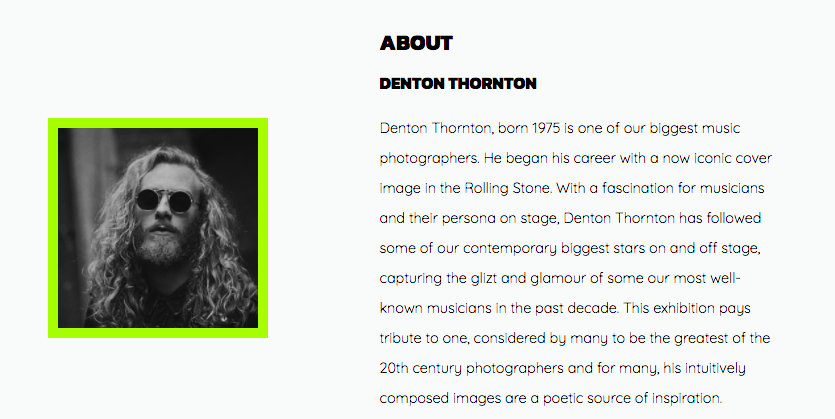 ABOUT
DENTON THORNTON
Denton Thornton, born 1975 is one of our biggest music
photographers. He began his career with a now iconic cover
image in the Rolling Stone. With a fascination for musicians
and their persona on stage, Denton Thornton has followed
some of our contemporary biggest stars on and off stage,
capturing the glizt and glamour of some our most well-
known musicians in the past decade. This exhibition pays
tribute to one, considered by many to be the greatest of the
20th century photographers and for many, his intuitively
composed images are a poetic source of inspiration.